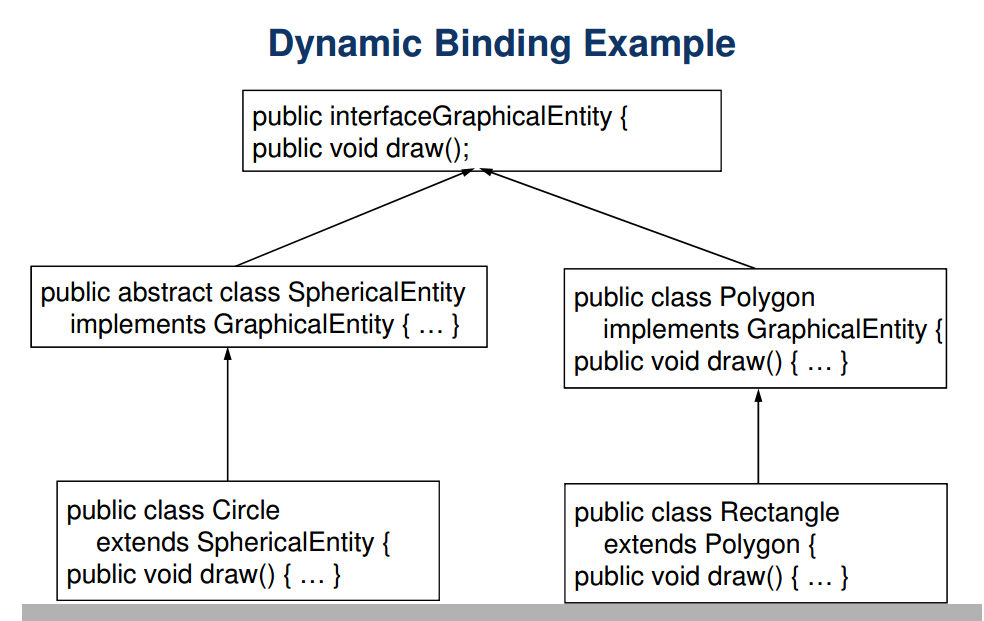 Dynamic Binding Example
public interfaceGraphicalEntity {
public void draw();
public abstract class SphericalEntity
implements GraphicalEntity { … }
public class Polygon
implements GraphicalEntity {
public void draw() { … }
public class Circle
extends SphericalEntity {
public void draw() { … }
public class Rectangle
extends Polygon {
public void draw() { … }